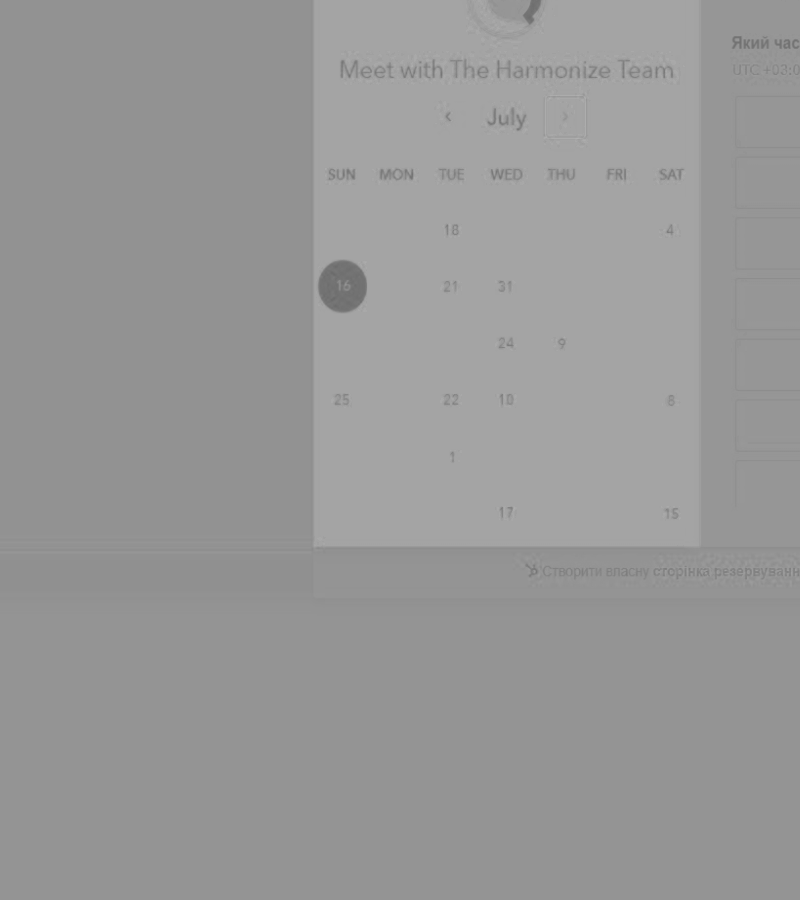 Який час
UTC +03:0
Meet with The Harmonize Team
‹ July ›
SUN MON TUE WED THU FRI SAT
18 4
16 21 31
24 9
25 22 10 8
1
17 15
Створити власну сторінка резервуванн